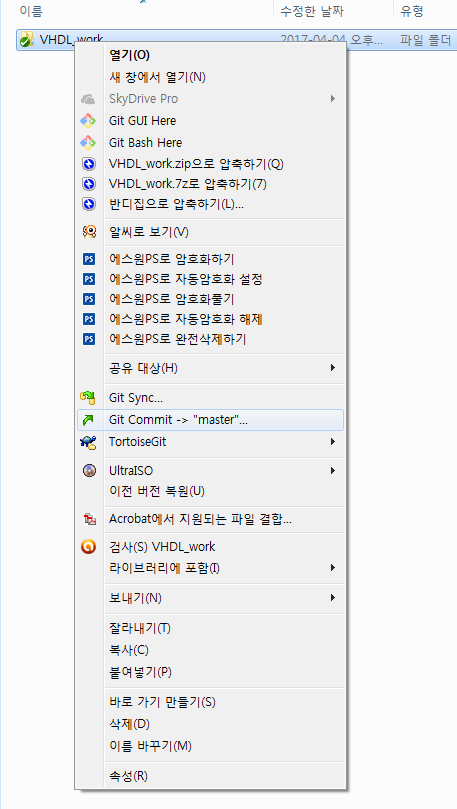 이름 수정한 날짜 유형
VHDL_work 2017-04-04 오후... 파일 폴더
열기(O)
새 창에서 열기(N)
SkyDrive Pro
Git GUI Here
Git Bash Here
VHDL_work.zip으로 압축하기(Q)
VHDL_work.7z로 압축하기(7)
반디집으로 압축하기(L)...
알씨로 보기(V)
PS 에스원PS로 암호화하기
PS 에스원PS로 자동암호화 설정
PS 에스원PS로 암호화풀기
PS 에스원PS로 자동암호화 해제
PS 에스원PS로 완전삭제하기
공유 대상(H)
Git Sync...
Git Commit -> "master"...
TortoiseGit
UltraISO
이전 버전 복원(U)
Acrobat에서 지원되는 파일 결합...
검사(S) VHDL_work
라이브러리에 포함(I)
보내기(N)
잘라내기(T)
복사(C)
붙여넣기(P)
바로 가기 만들기(S)
삭제(D)
이름 바꾸기(M)
속성(R)